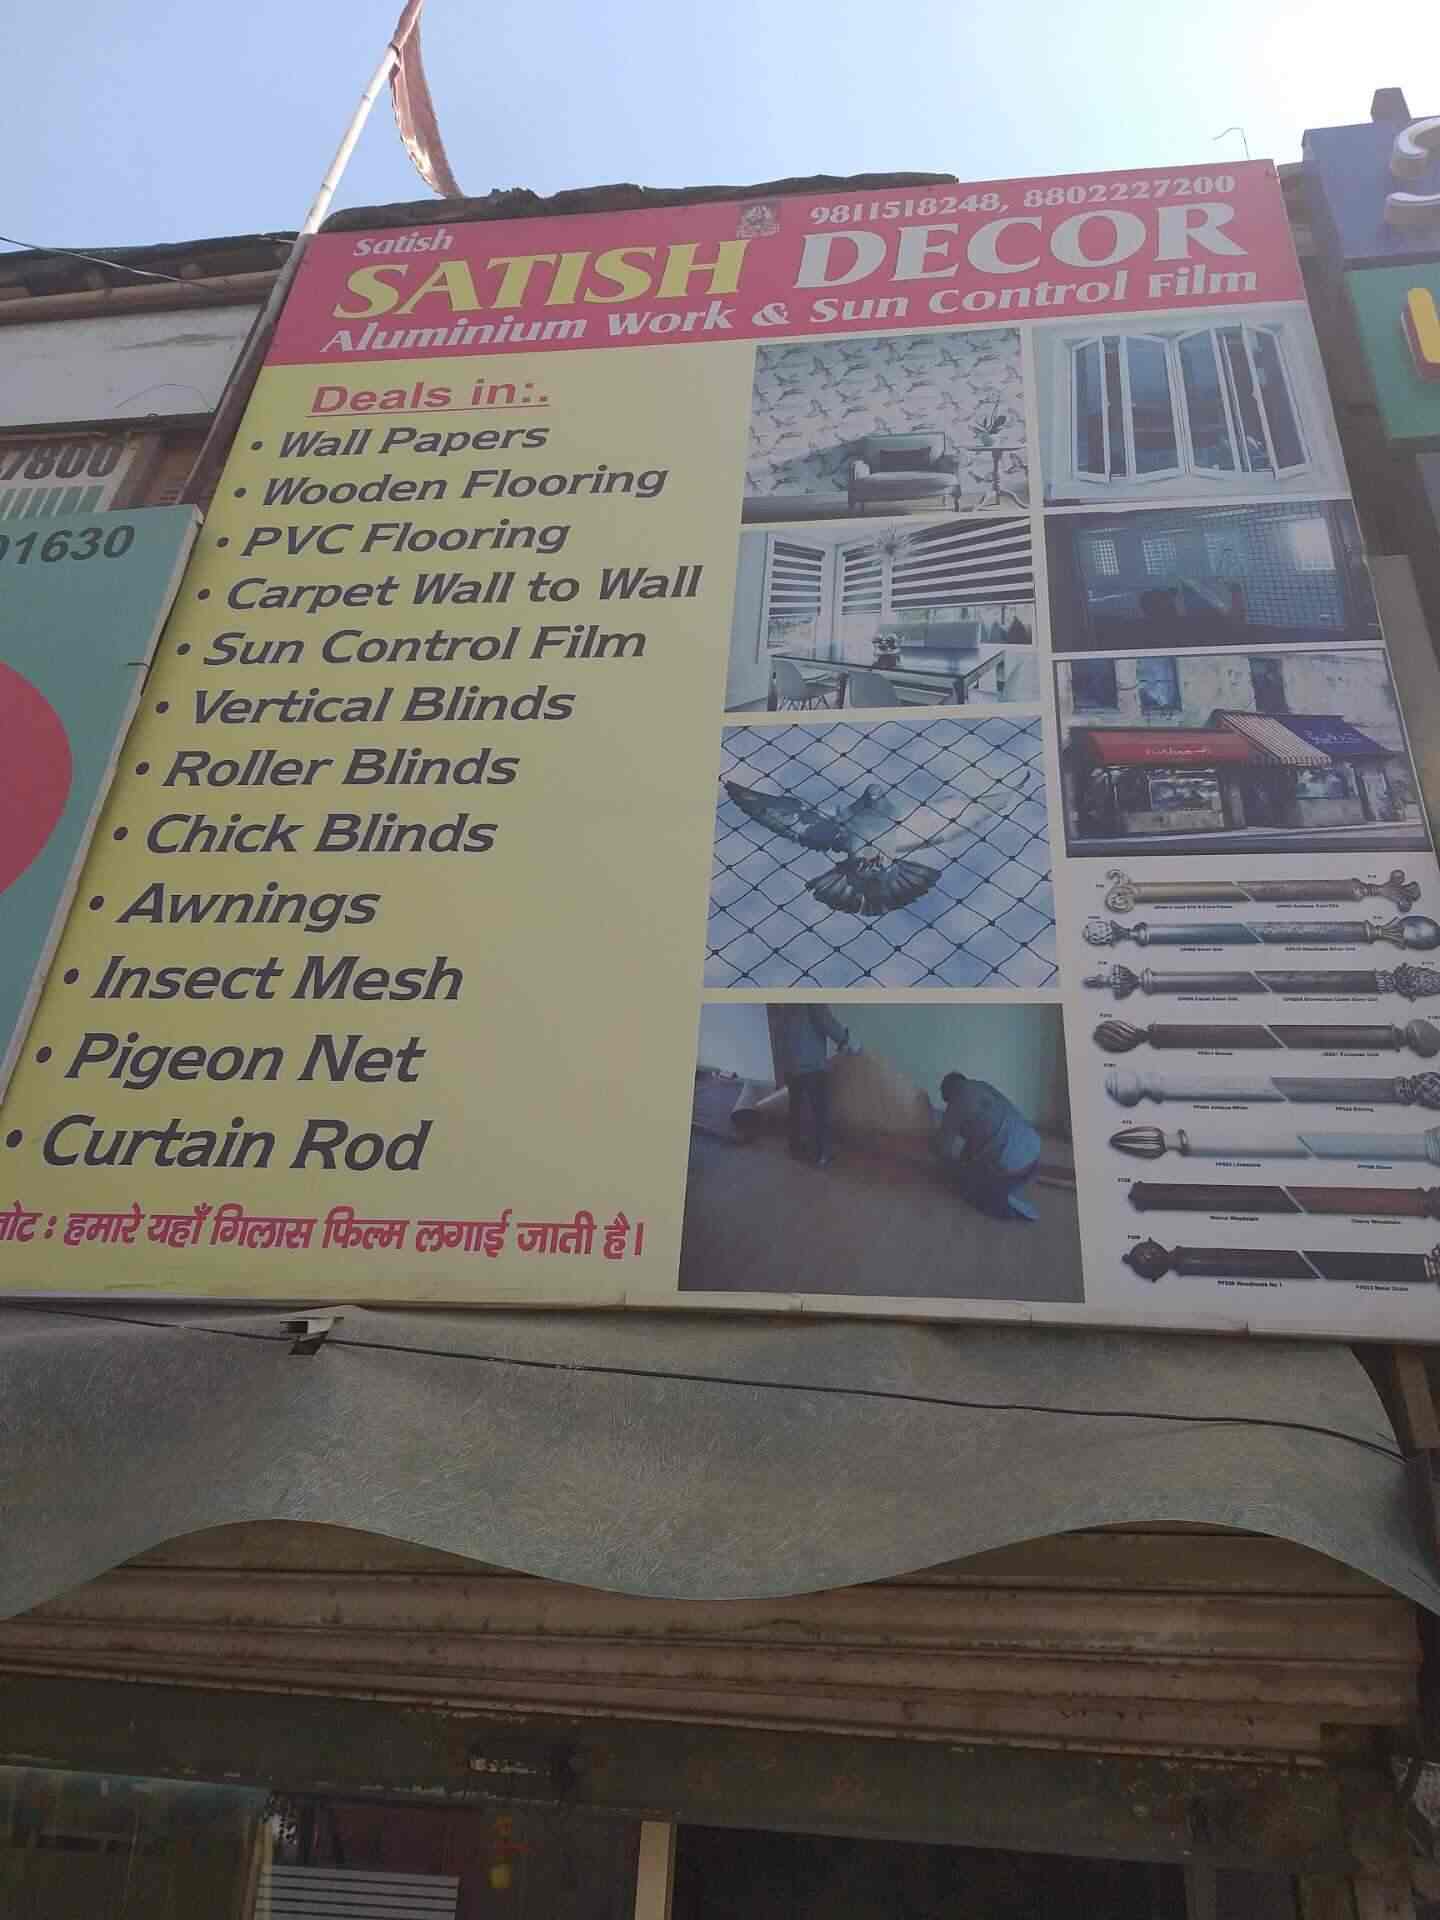 9811518248, 8802227200
Satish
SATISH DECOR
Aluminium Work & Sun Control Film
Deals in:.
• Wall Papers
• Wooden Flooring
• PVC Flooring
• Carpet Wall to Wall
• Sun Control Film
• Vertical Blinds
• Roller Blinds
• Chick Blinds
• Awnings
• Insect Mesh
• Pigeon Net
• Curtain Rod
नोट : हमारे यहाँ गिलास फिल्म लगाई जाती है।
7800
01630